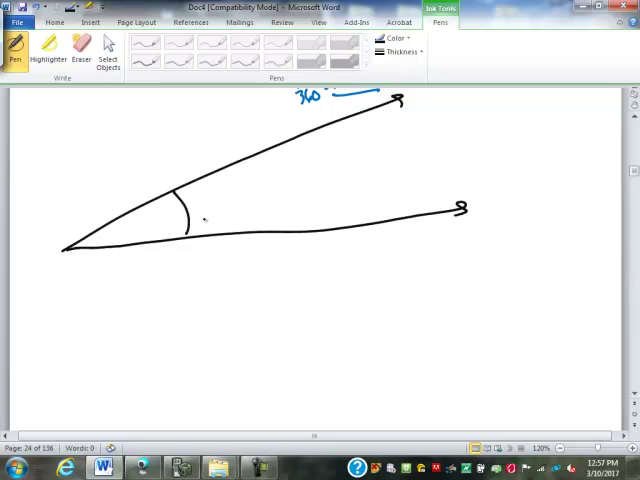 Doc4 [Compatibility Mode] - Microsoft Word
Ink Tools
File Home Insert Page Layout References Mailings Review View Add-Ins Acrobat Pens
Pen Highlighter Eraser Select Objects
Color
Thickness
Write Pens
360
Page: 24 of 136 Words: 0 120%
12:57 PM
3/10/2017